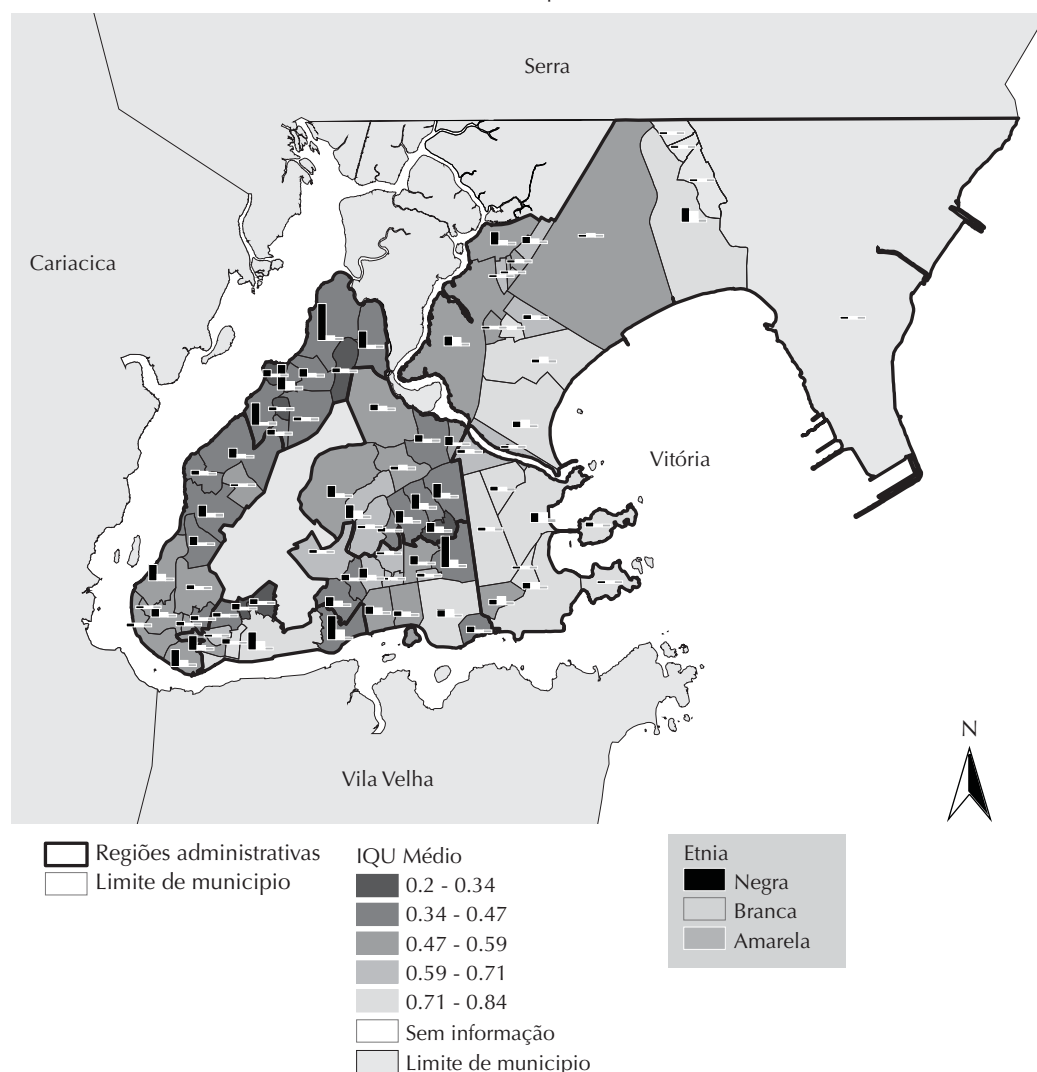 Serra
Cariacica
Vitória
N
Vila Velha
Regiões administrativas
Limite de municipio
IQU Médio
0.2 - 0.34
0.34 - 0.47
0.47 - 0.59
0.59 - 0.71
0.71 - 0.84
Sem informação
Limite de municipio
Etnia
Negra
Branca
Amarela